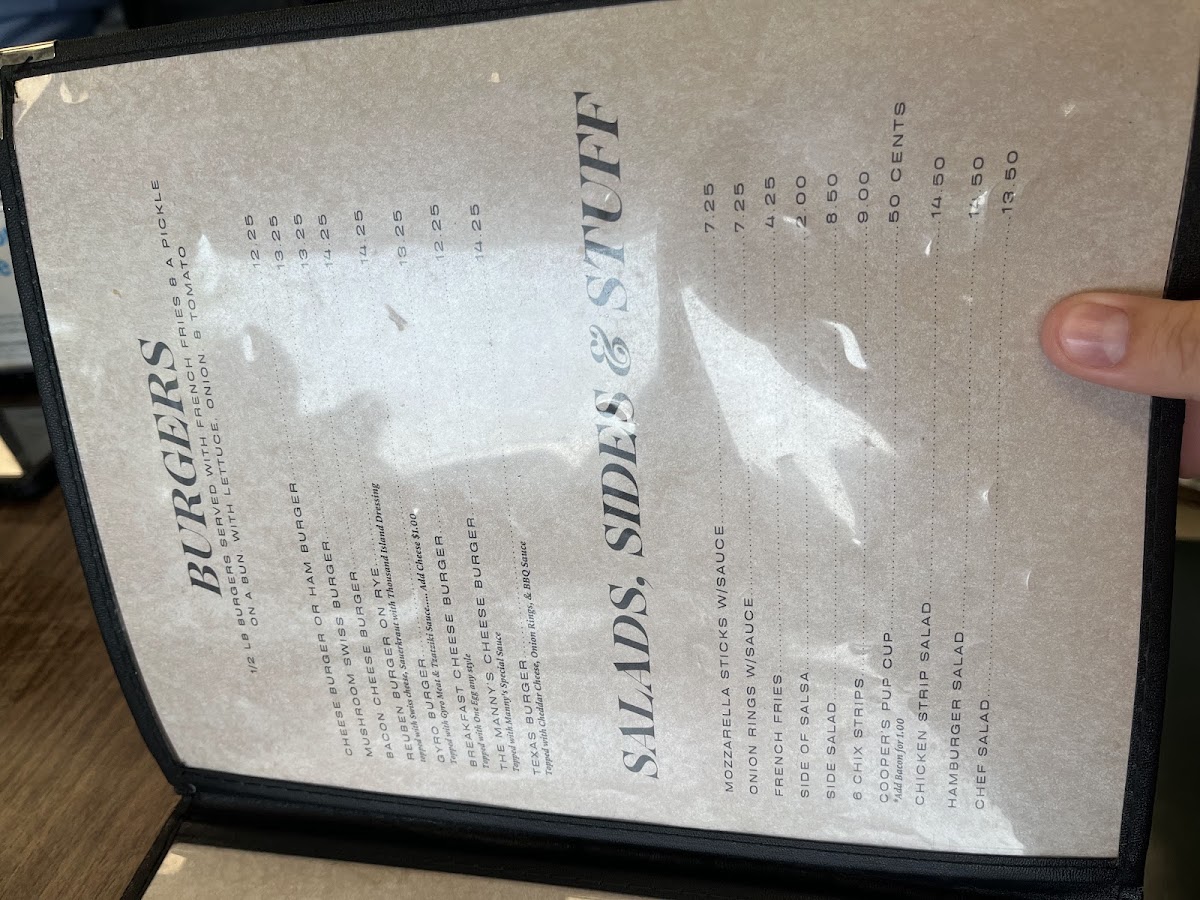 BURGERS
1/2 LB BURGERS SERVED WITH FRENCH FRIES & A PICKLE
ON A BUN WITH LETTUCE, ONION, & TOMATO
CHEESE BURGER OR HAM BURGER 12.25
MUSHROOM SWISS BURGER 13.25
BACON CHEESE BURGER 13.25
REUBEN BURGER ON RYE 14.25
Topped with Swiss cheese, Sauerkraut with Thousand Island Dressing
GYRO BURGER 14.25
Topped with Gyro Meat & Tzatziki Sauce..... Add Cheese $1.00
BREAKFAST CHEESE BURGER 13.25
Topped with One Egg any style
THE MANNY'S CHEESE BURGER 12.25
Topped with Manny's Special Sauce
TEXAS BURGER 14.25
Topped with Cheddar Cheese, Onion Rings, & BBQ Sauce
SALADS, SIDES & STUFF
MOZZARELLA STICKS W/SAUCE 7.25
ONION RINGS W/SAUCE 7.25
FRENCH FRIES 4.25
SIDE OF SALSA 2.00
SIDE SALAD 8.50
6 CHIX STRIPS 9.00
COOPER'S PUP CUP 50 CENTS
*Add Bacon for 1.00
CHICKEN STRIP SALAD 14.50
HAMBURGER SALAD 14.50
CHEF SALAD 13.50